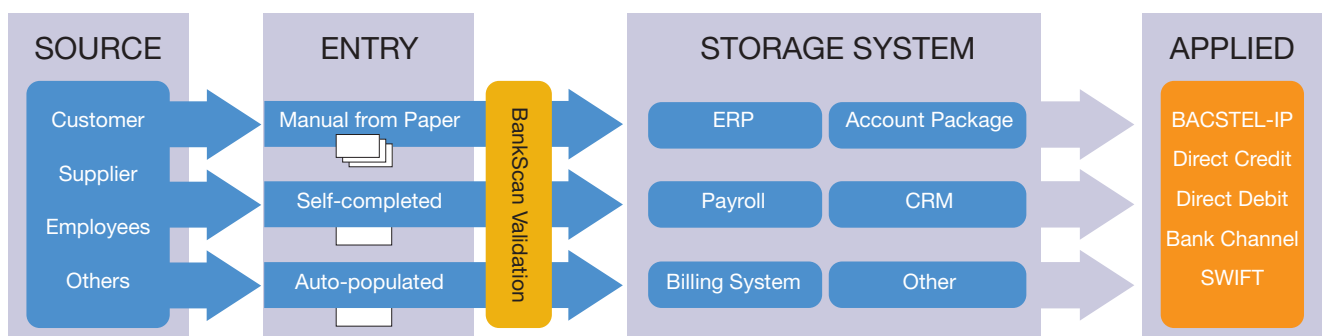 SOURCE
Customer
Supplier
Employees
Others
ENTRY
Manual from Paper
Self-completed
Auto-populated
BankScan Validation
STORAGE SYSTEM
ERP
Account Package
Payroll
CRM
Billing System
Other
APPLIED
BACSTEL-IP
Direct Credit
Direct Debit
Bank Channel
SWIFT